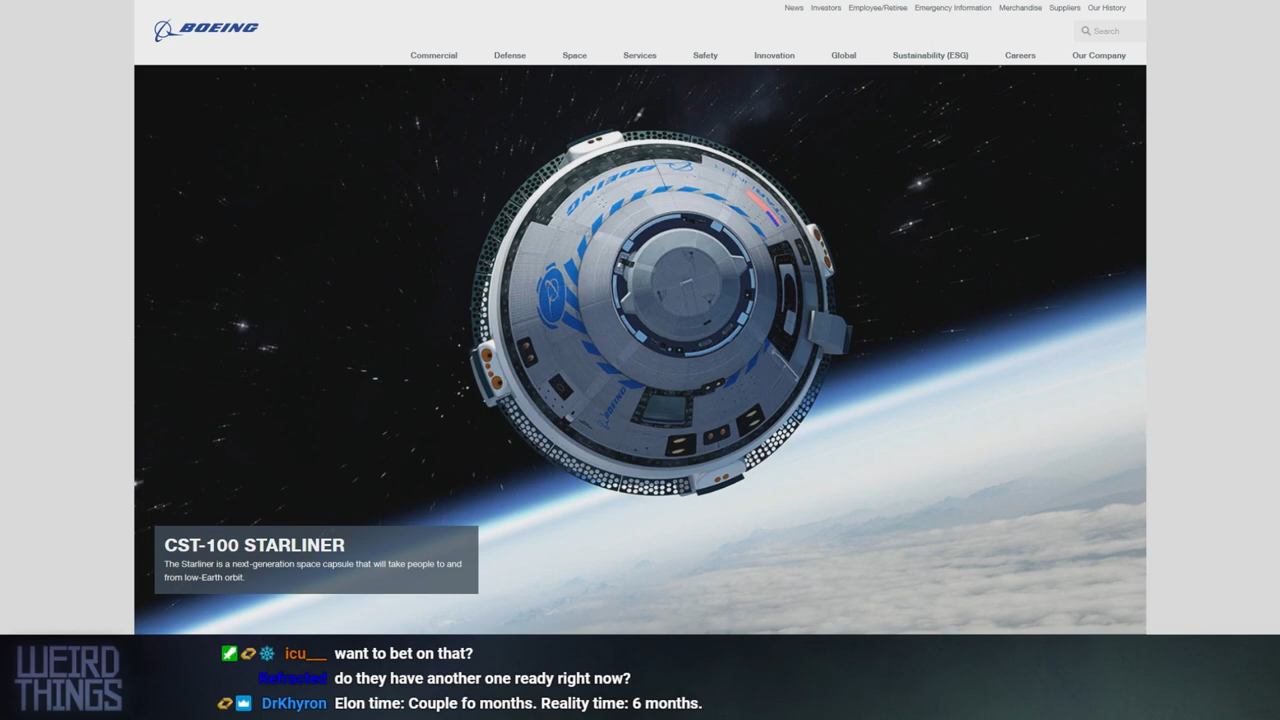 News Investors Employee/Retiree Emergency Information Merchandise Suppliers Our History
BOEING
Search
Commercial Defense Space Services Safety Innovation Global Sustainability (ESG) Careers Our Company
BOEING
BOEING
CST-100 STARLINER
The Starliner is a next-generation space capsule that will take people to and
from low-Earth orbit.
WEIRD
THINGS
icu___ want to bet on that?
Refracted do they have another one ready right now?
DrKhyron Elon time: Couple fo months. Reality time: 6 months.